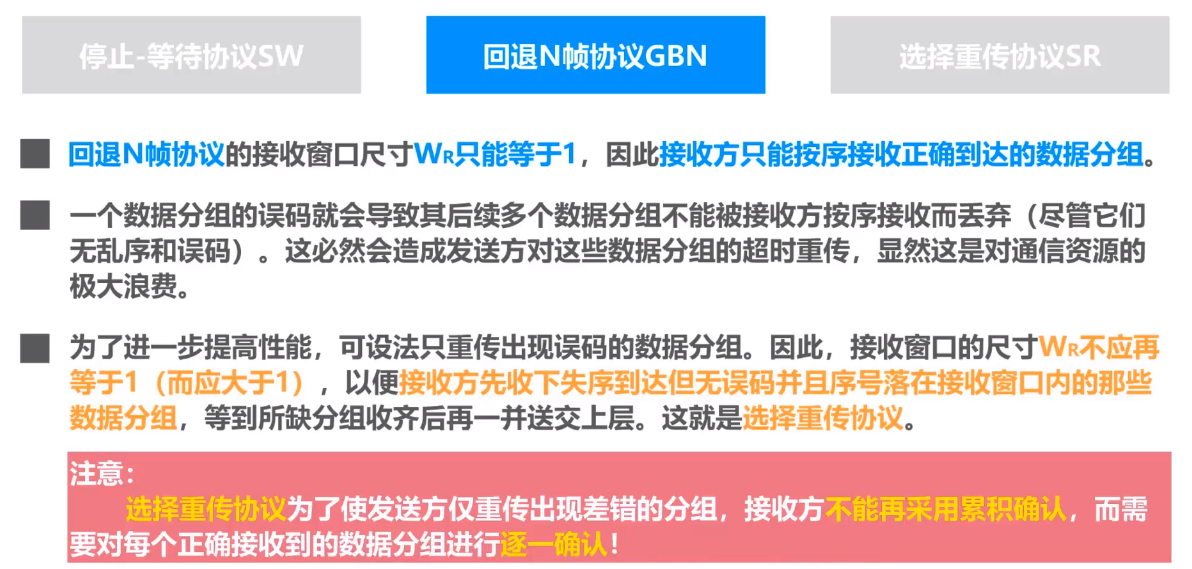 停止-等待协议SW
回退N帧协议GBN
选择重传协议SR
回退N帧协议的接收窗口尺寸WR只能等于1，因此接收方只能按序接收正确到达的数据分组。
一个数据分组的误码就会导致其后续多个数据分组不能被接收方按序接收而丢弃（尽管它们
无乱序和误码）。这必然会造成发送方对这些数据分组的超时重传，显然这是对通信资源的
极大浪费。
为了进一步提高性能，可设法只重传出现误码的数据分组。因此，接收窗口的尺寸WR不应再
等于1（而应大于1），以便接收方先收下失序到达但无误码并且序号落在接收窗口内的那些
数据分组，等到所缺分组收齐后再一并送交上层。这就是选择重传协议。
注意：
选择重传协议为了使发送方仅重传出现差错的分组，接收方不能再采用累积确认，而需
要对每个正确接收到的数据分组进行逐一确认！